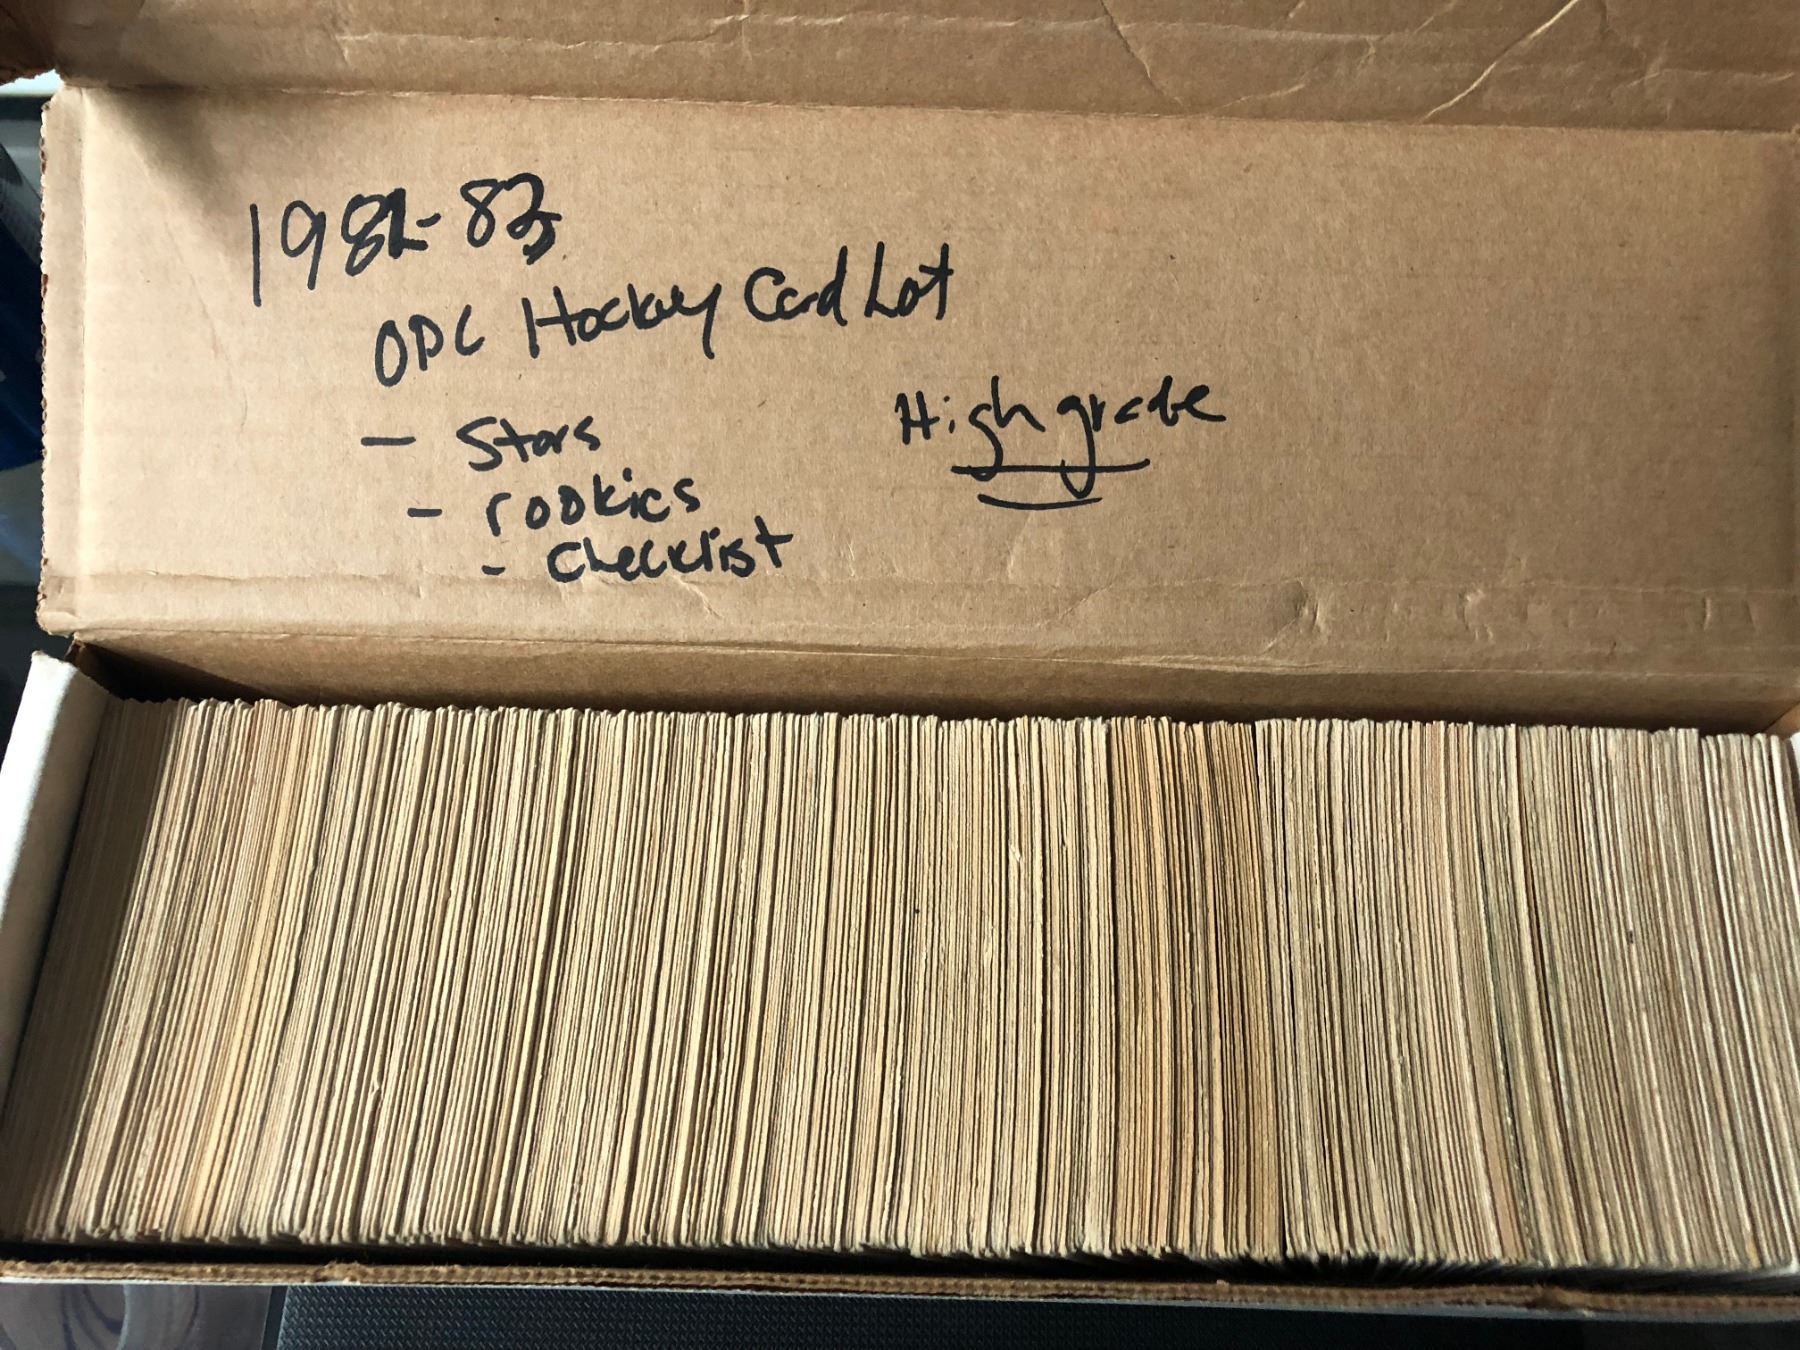 1982-83
OPC Hockey Card Lot
- Stars
High grade
- rookies
- Checklist